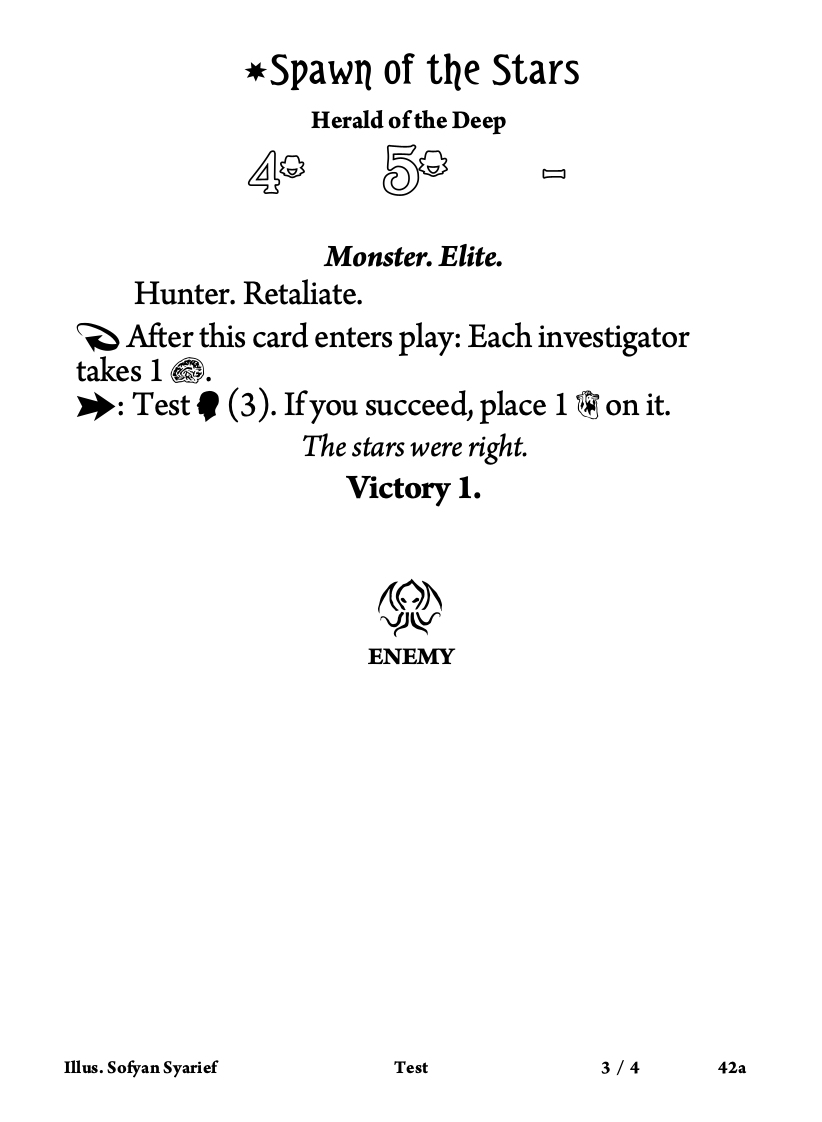 Spawn of the Stars
Herald of the Deep
4 5 –
Monster. Elite.
Hunter. Retaliate.
After this card enters play: Each investigator
takes 1 .
: Test (3). If you succeed, place 1 on it.
The stars were right.
Victory 1.
ENEMY
Illus. Sofyan Syarief Test 3 / 4 42a